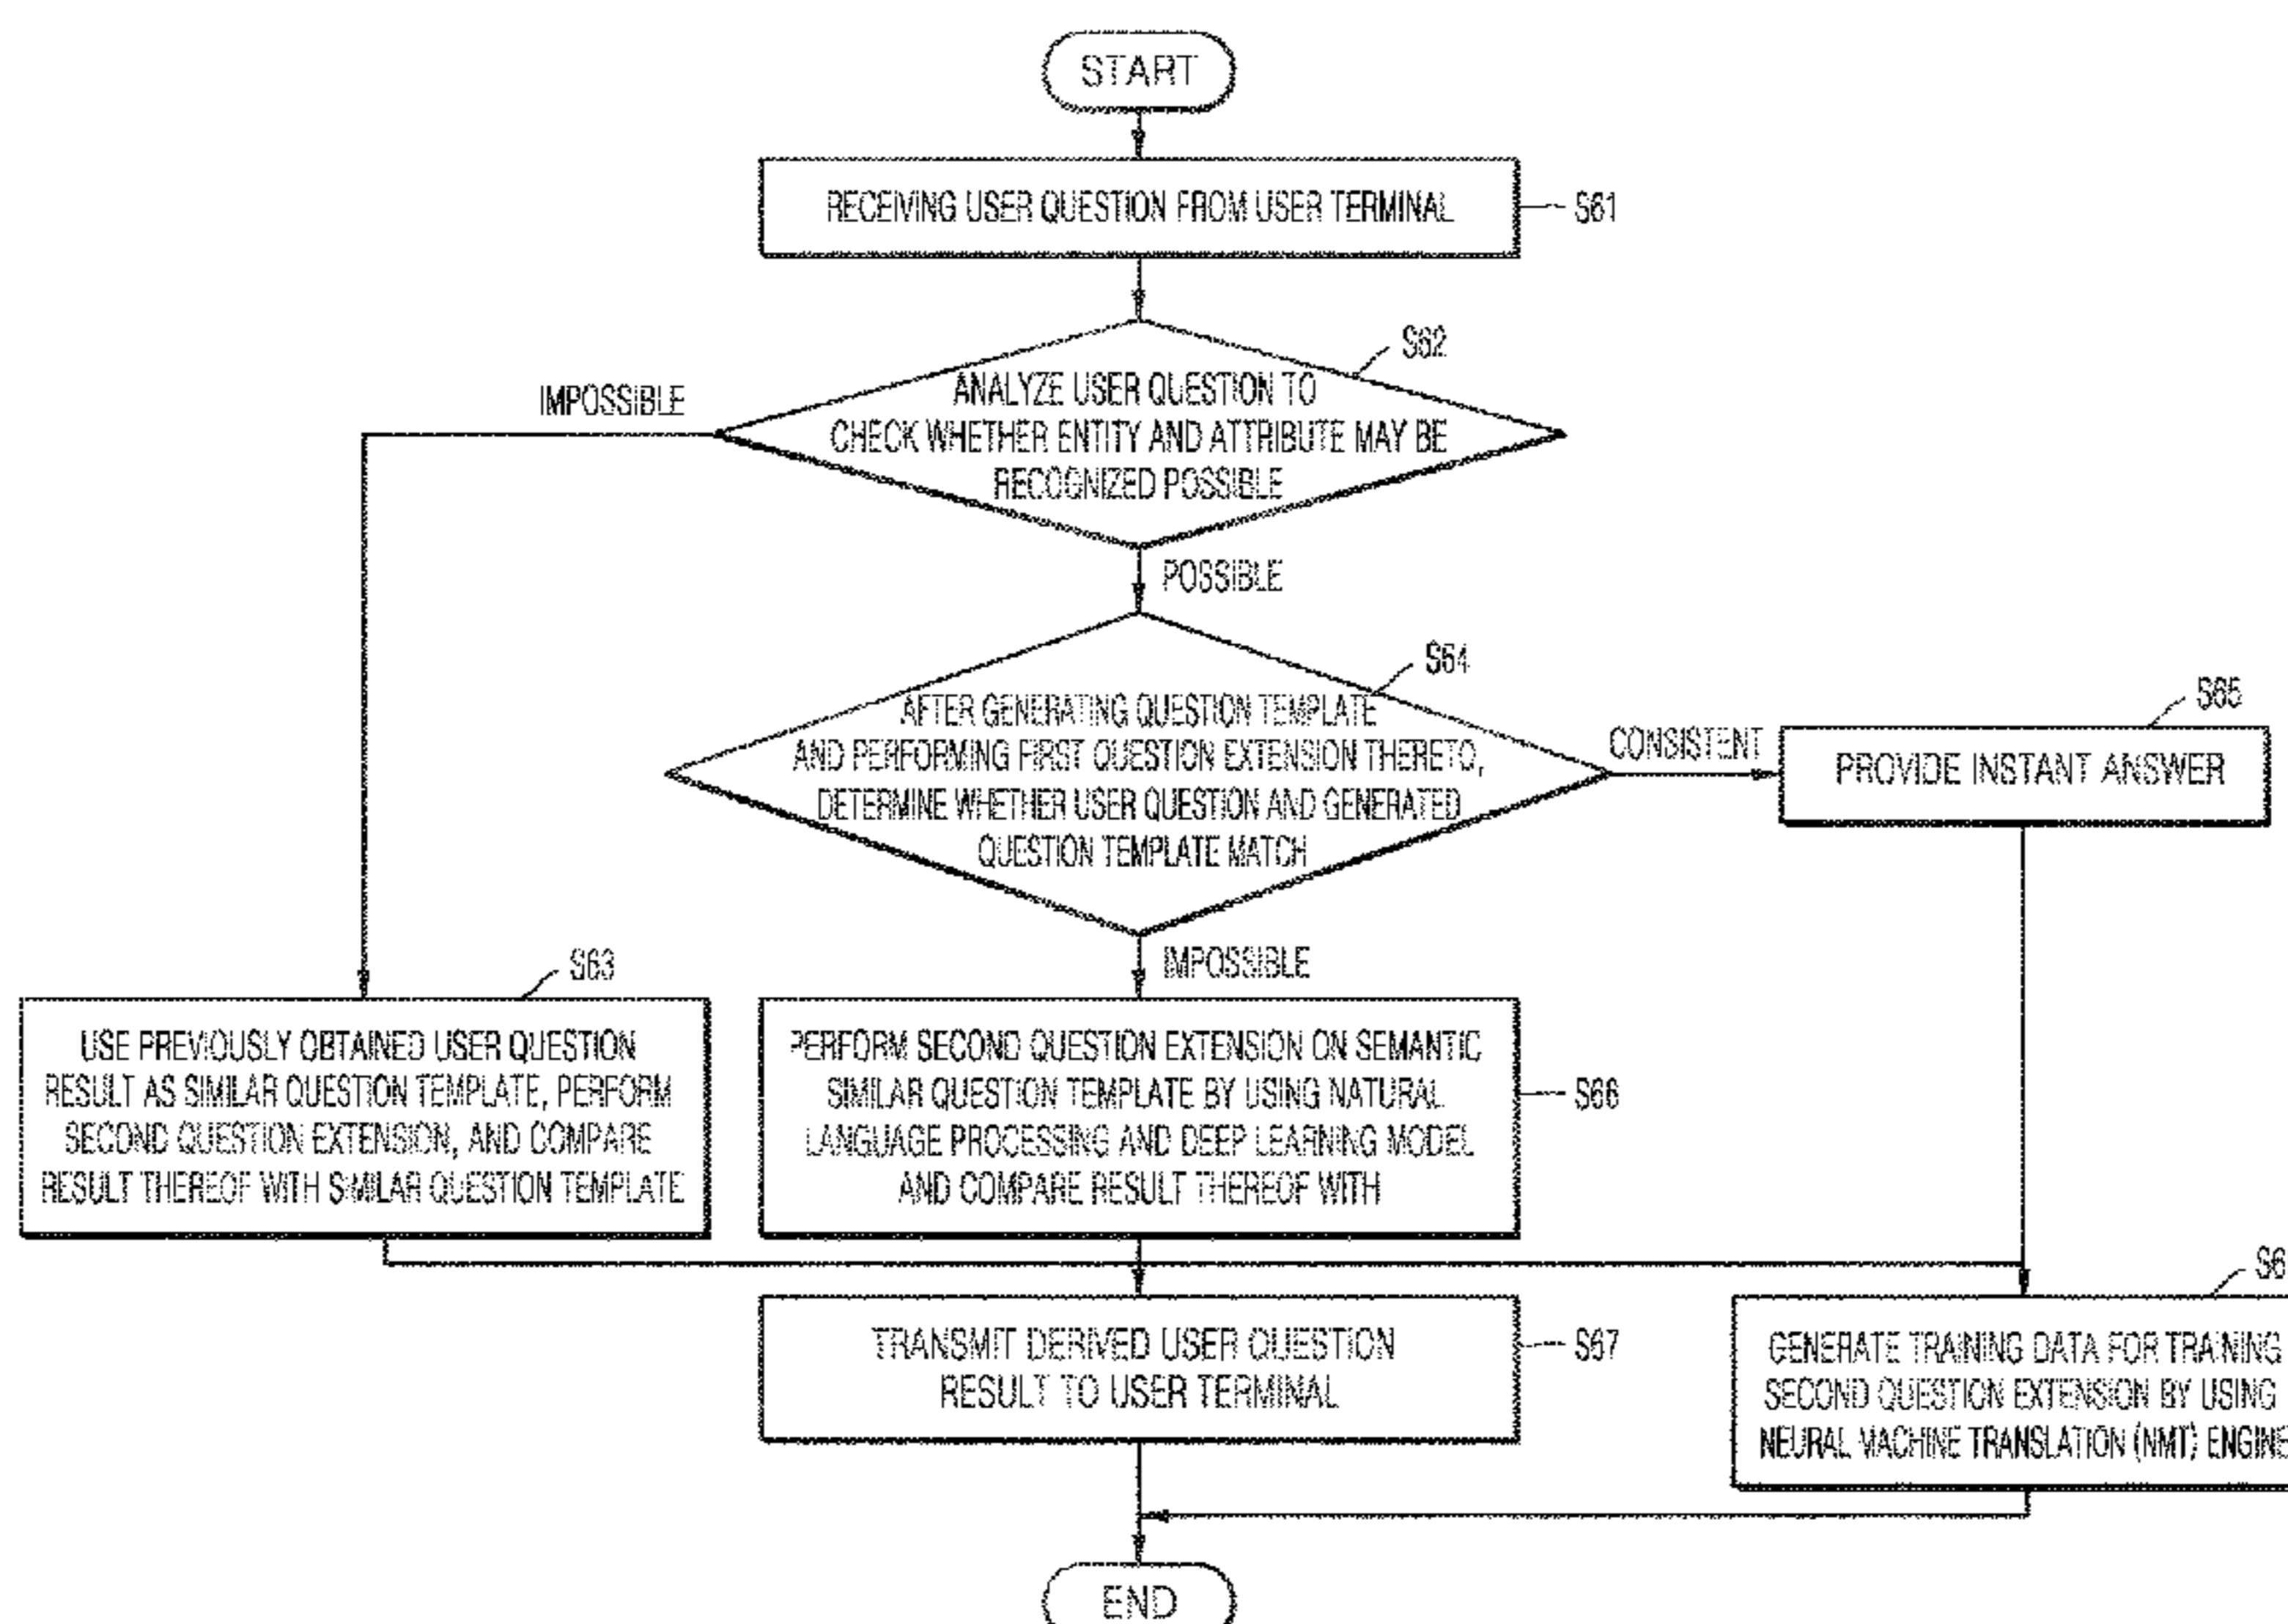 START
RECEIVING USER QUESTION FROM USER TERMINAL
S61
S62
IMPOSSIBLE
ANALYZE USER QUESTION TO
CHECK WHETHER ENTITY AND ATTRIBUTE MAY BE
RECOGNIZED POSSIBLE
POSSIBLE
S64
AFTER GENERATING QUESTION TEMPLATE
AND PERFORMING FIRST QUESTION EXTENSION THERETO,
DETERMINE WHETHER USER QUESTION AND GENERATED
QUESTION TEMPLATE MATCH
CONSISTENT
S65
PROVIDE INSTANT ANSWER
IMPOSSIBLE
S63
USE PREVIOUSLY OBTAINED USER QUESTION
RESULT AS SIMILAR QUESTION TEMPLATE, PERFORM
SECOND QUESTION EXTENSION, AND COMPARE
RESULT THEREOF WITH SIMILAR QUESTION TEMPLATE
PERFORM SECOND QUESTION EXTENSION ON SEMANTIC
SIMILAR QUESTION TEMPLATE BY USING NATURAL
LANGUAGE PROCESSING AND DEEP LEARNING MODEL
AND COMPARE RESULT THEREOF WITH
S66
TRANSMIT DERIVED USER QUESTION
RESULT TO USER TERMINAL
S67
S6
GENERATE TRAINING DATA FOR TRAINING
SECOND QUESTION EXTENSION BY USING
NEURAL MACHINE TRANSLATION (NMT) ENGINE
END